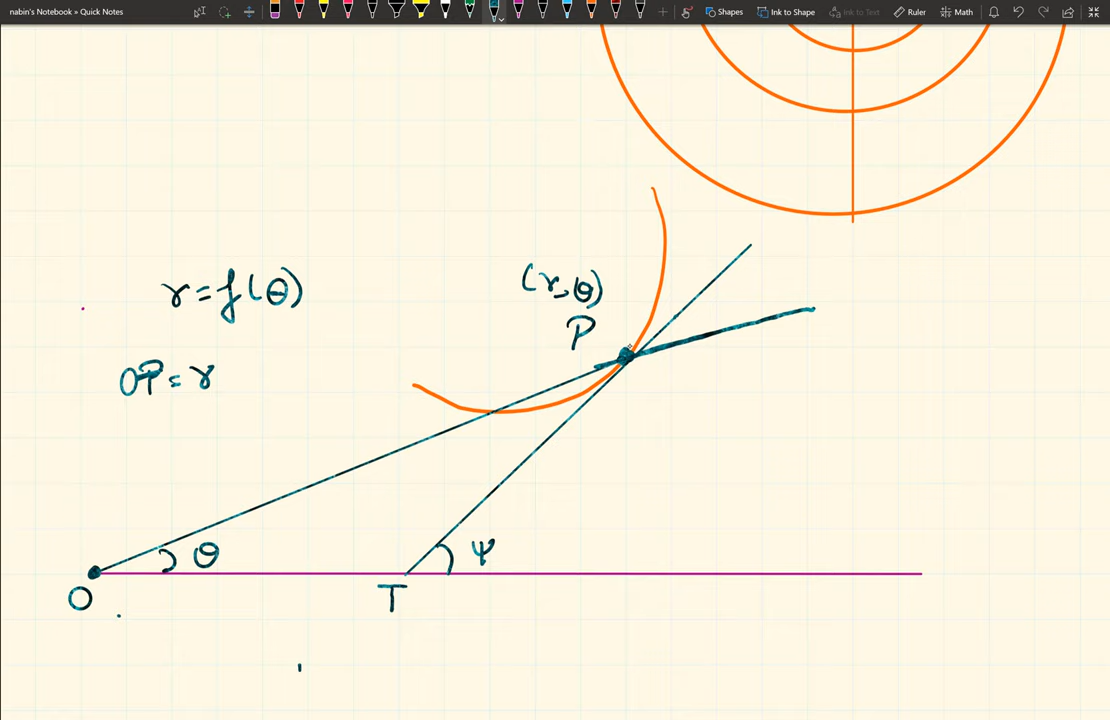 nabin's Notebook » Quick Notes
Shapes
Ink to Shape
Ink to Text
Ruler
Math
(r, θ)
r = f(θ)
P
OP = r
θ
ψ
O
T